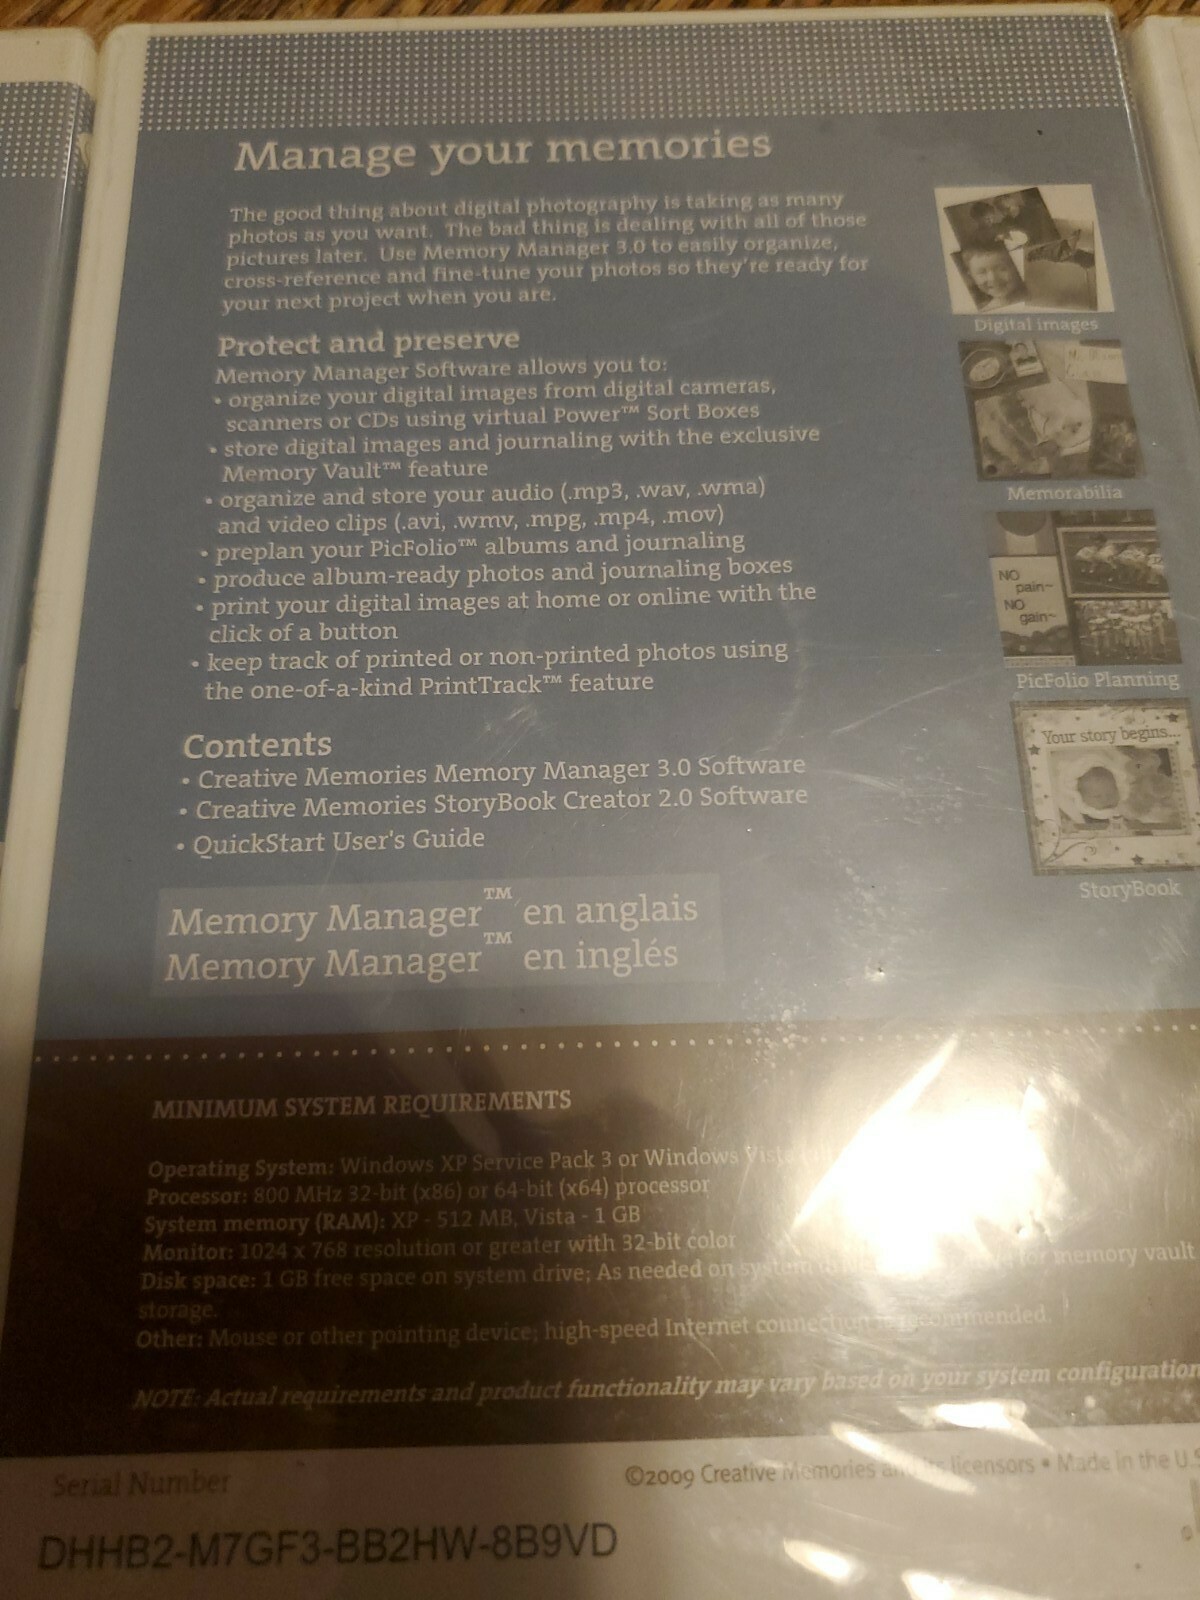 Manage your memories
The good thing about digital photography is taking as many
photos as you want. The bad thing is dealing with all of those
pictures later. Use Memory Manager 3.0 to easily organize,
cross-reference and fine-tune your photos so they're ready for
your next project when you are.
Protect and preserve
Memory Manager Software allows you to:
• organize your digital images from digital cameras,
scanners or CDs using virtual Power™ Sort Boxes
• store digital images and journaling with the exclusive
Memory Vault™ feature
• organize and store your audio (.mp3, .wav, .wma)
and video clips (.avi, .wmv, .mpg, .mp4, .mov)
• preplan your PicFolio™ albums and journaling
• produce album-ready photos and journaling boxes
• print your digital images at home or online with the
click of a button
• keep track of printed or non-printed photos using
the one-of-a-kind PrintTrack™ feature
Contents
• Creative Memories Memory Manager 3.0 Software
• Creative Memories StoryBook Creator 2.0 Software
• QuickStart User's Guide
Memory Manager™ en anglais
Memory Manager™ en inglés
Digital images
Memorabilia
NO
pain~
NO
gain~
PicFolio Planning
Your story begins...
StoryBook
MINIMUM SYSTEM REQUIREMENTS
Operating System: Windows XP Service Pack 3 or Windows Vista
Processor: 800 MHz 32-bit (x86) or 64-bit (x64) processor
System memory (RAM): XP - 512 MB, Vista - 1 GB
Monitor: 1024 x 768 resolution or greater with 32-bit color
Disk space: 1 GB free space on system drive; As needed on system for memory vault
storage.
Other: Mouse or other pointing device; high-speed Internet connection is recommended.
NOTE: Actual requirements and product functionality may vary based on your system configuration
Serial Number
©2009 Creative Memories and its licensors • Made in the U.S
DHHB2-M7GF3-BB2HW-8B9VD